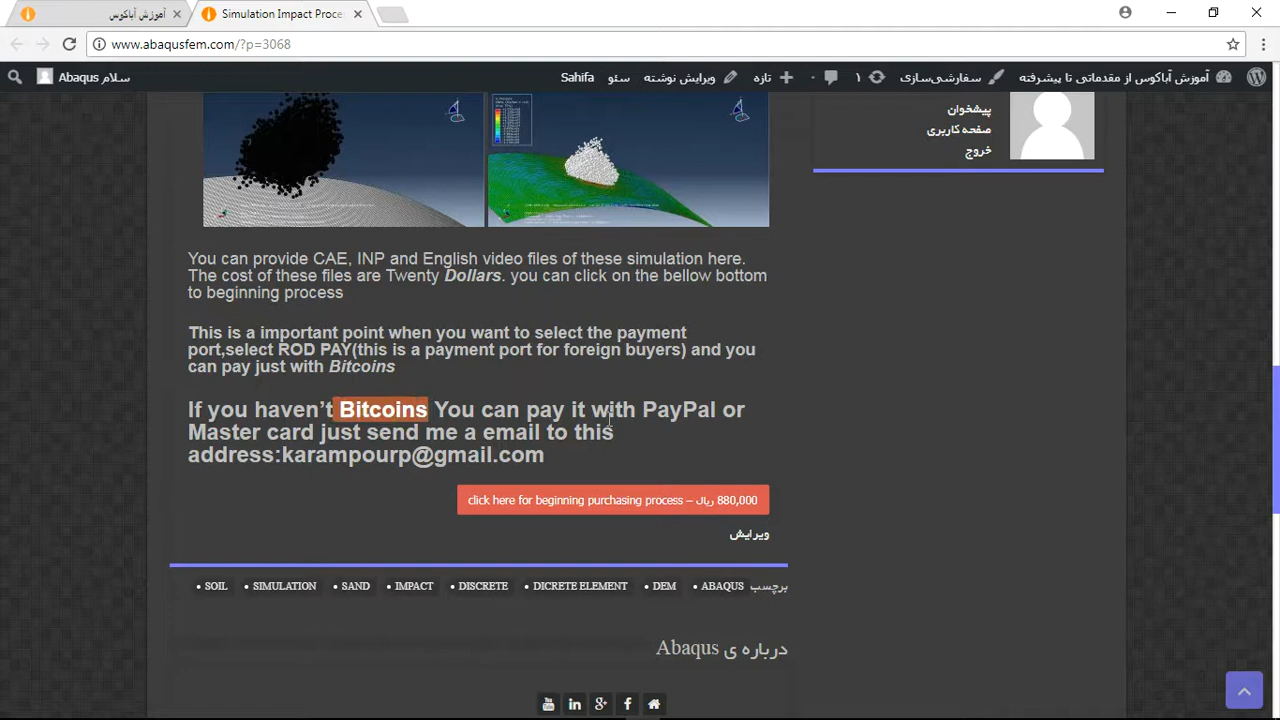 آموزش آباکوس
Simulation Impact Proce
www.abaqusfem.com/?p=3068
سلام Abaqus
Sahifa
سئو
ویرایش نوشته
تازه
۱
سفارشی‌سازی
آموزش آباکوس از مقدماتی تا پیشرفته
پیشخوان
صفحه کاربری
خروج
You can provide CAE, INP and English video files of these simulation here.
The cost of these files are Twenty Dollars. you can click on the bellow bottom
to beginning process
This is a important point when you want to select the payment
port,select ROD PAY(this is a payment port for foreign buyers) and you
can pay just with Bitcoins
If you haven’t Bitcoins You can pay it with PayPal or
Master card just send me a email to this
address:karampourp@gmail.com
click here for beginning purchasing process – 880,000 ریال
ویرایش
برچسب ABAQUS • DEM • DICRETE ELEMENT • DISCRETE • IMPACT • SAND • SIMULATION • SOIL •
درباره ی Abaqus